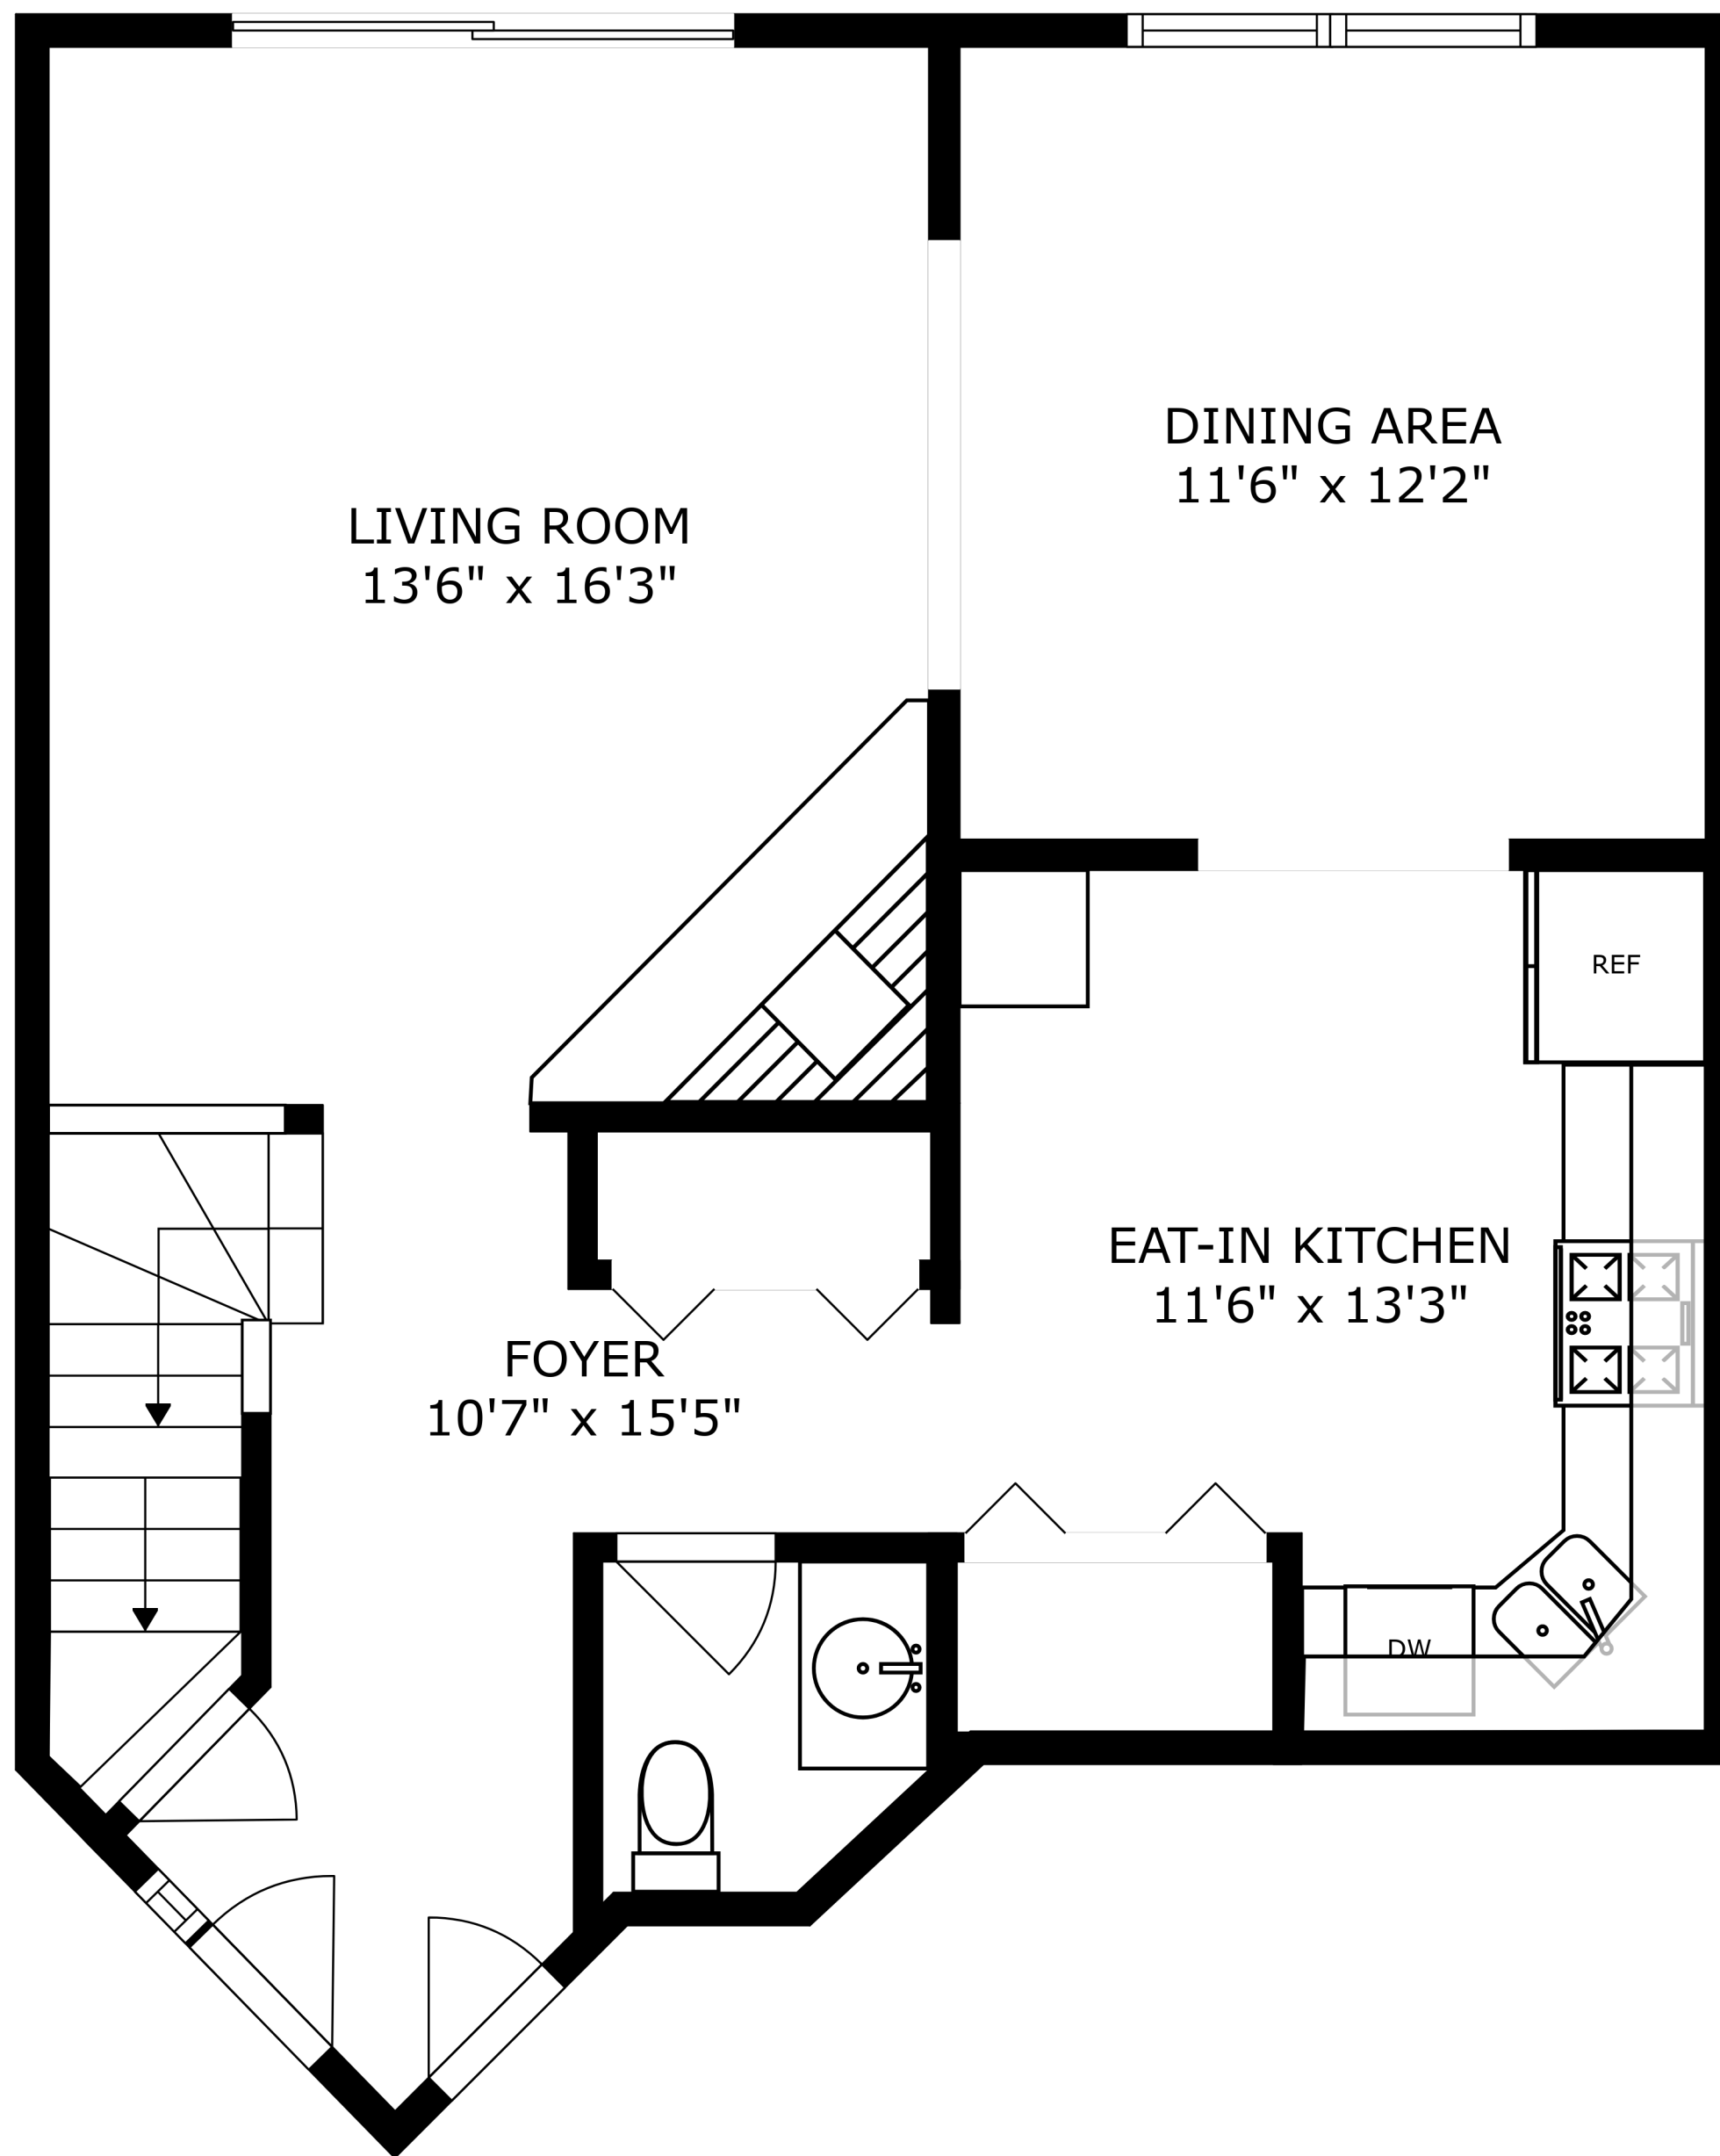 DINING AREA
11'6" x 12'2"
LIVING ROOM
13'6" x 16'3"
REF
EAT-IN KITCHEN
11'6" x 13'3"
FOYER
10'7" x 15'5"
DW